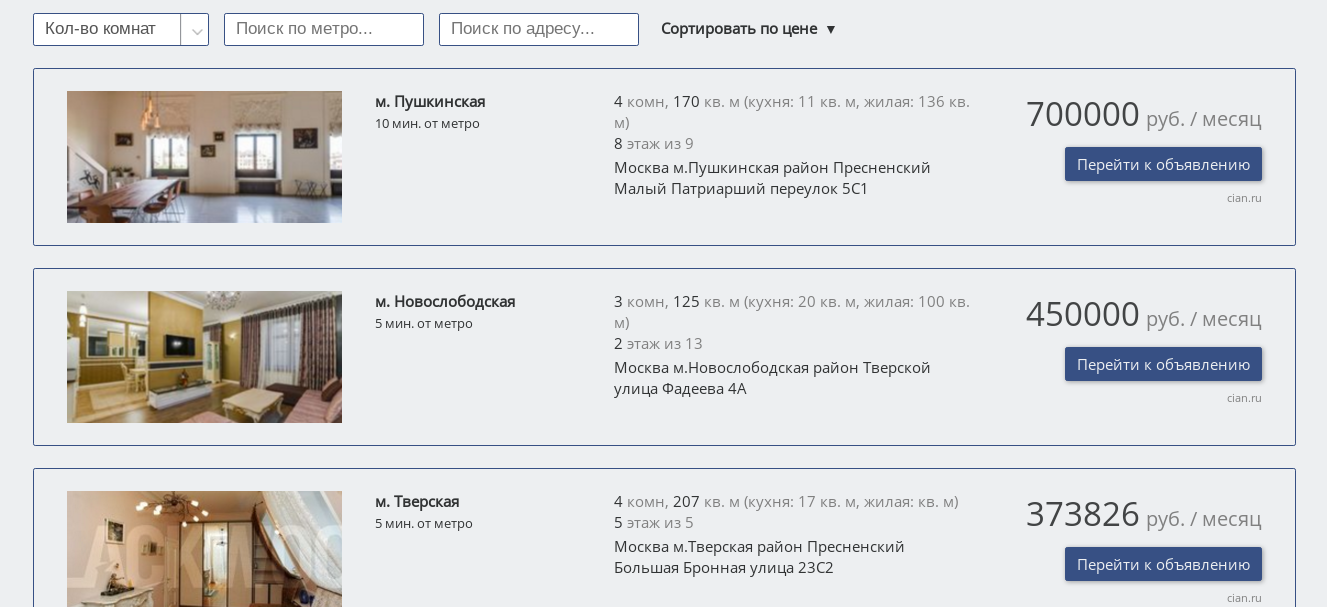 Кол-во комнат Поиск по метро... Поиск по адресу... Сортировать по цене ▼
м. Пушкинская
10 мин. от метро
4 комн, 170 кв. м (кухня: 11 кв. м, жилая: 136 кв.
м)
8 этаж из 9
Москва м.Пушкинская район Пресненский
Малый Патриарший переулок 5С1
700000 руб. / месяц
Перейти к объявлению
cian.ru
м. Новослободская
5 мин. от метро
3 комн, 125 кв. м (кухня: 20 кв. м, жилая: 100 кв.
м)
2 этаж из 13
Москва м.Новослободская район Тверской
улица Фадеева 4А
450000 руб. / месяц
Перейти к объявлению
cian.ru
м. Тверская
5 мин. от метро
4 комн, 207 кв. м (кухня: 17 кв. м, жилая: кв. м)
5 этаж из 5
Москва м.Тверская район Пресненский
Большая Бронная улица 23С2
373826 руб. / месяц
Перейти к объявлению
cian.ru